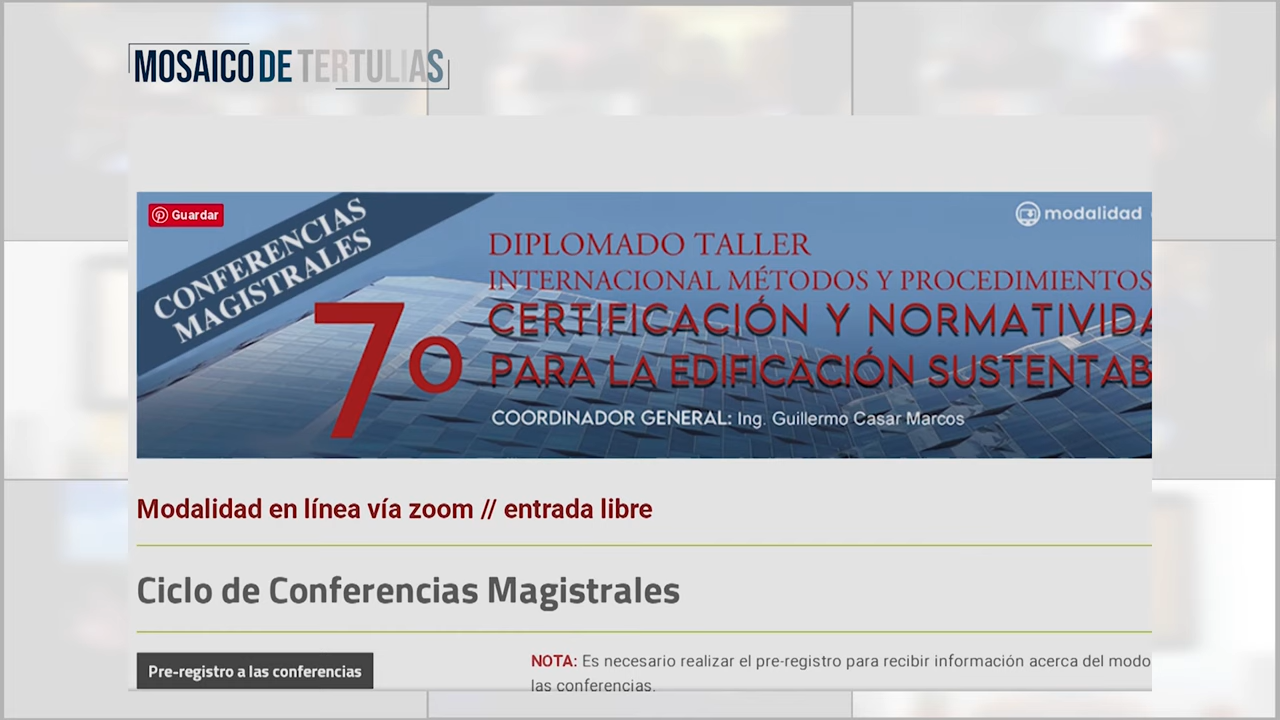 MOSAICO DE TERTULIAS
Guardar
CONFERENCIAS
MAGISTRALES
modalidad
7º
DIPLOMADO TALLER
INTERNACIONAL MÉTODOS Y PROCEDIMIENTOS
CERTIFICACIÓN Y NORMATIVIDA
PARA LA EDIFICACIÓN SUSTENTAB
COORDINADOR GENERAL: Ing. Guillermo Casar Marcos
Modalidad en línea vía zoom // entrada libre
Ciclo de Conferencias Magistrales
Pre-registro a las conferencias
NOTA: Es necesario realizar el pre-registro para recibir información acerca del modo
las conferencias.